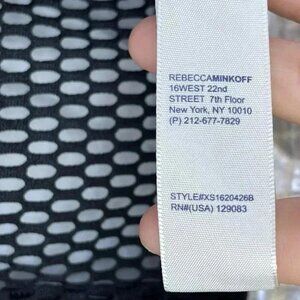 REBECCAMINKOFF
16WEST 22nd
STREET 7th Floor
New York, NY 10010
(P) 212-677-7829
STYLE#XS1620426B
RN#(USA) 129083